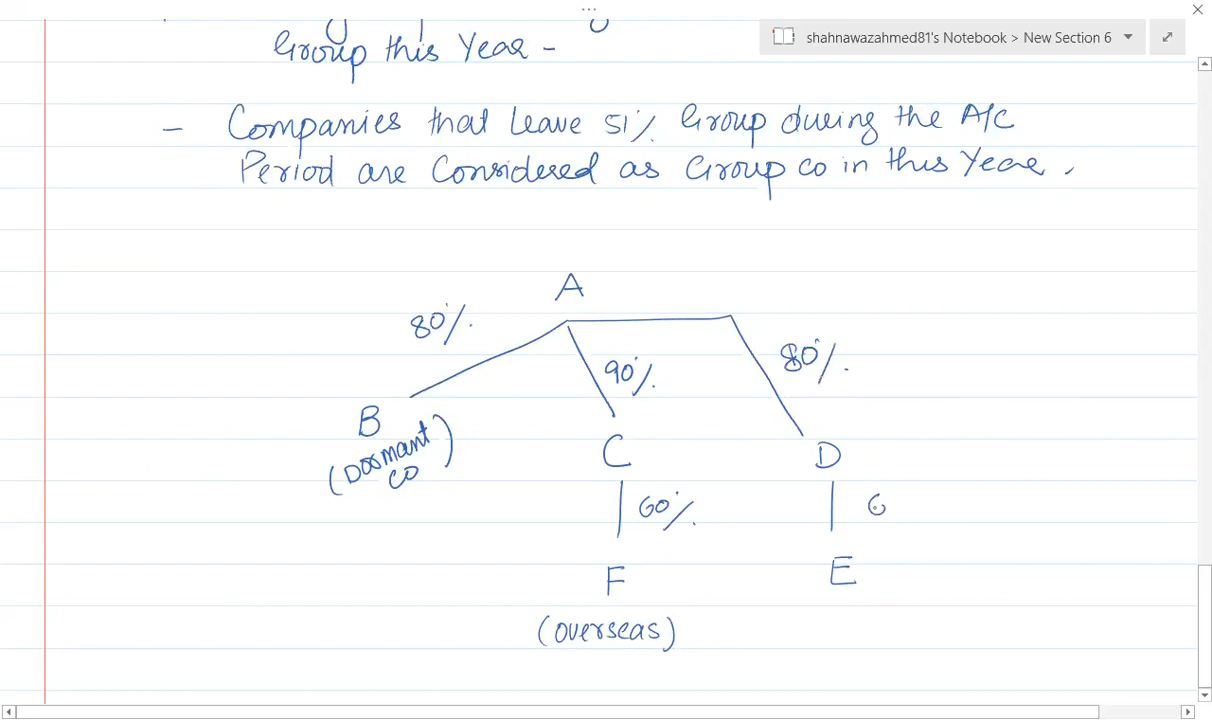 shahnawazahmed81's Notebook > New Section 6
Group this Year -
- Companies that leave 51% Group during the A/C
Period are Considered as Group co in this Year.
A
80%
90%
80%
B
(Dormant
co)
C
D
60%
6
F
E
(overseas)